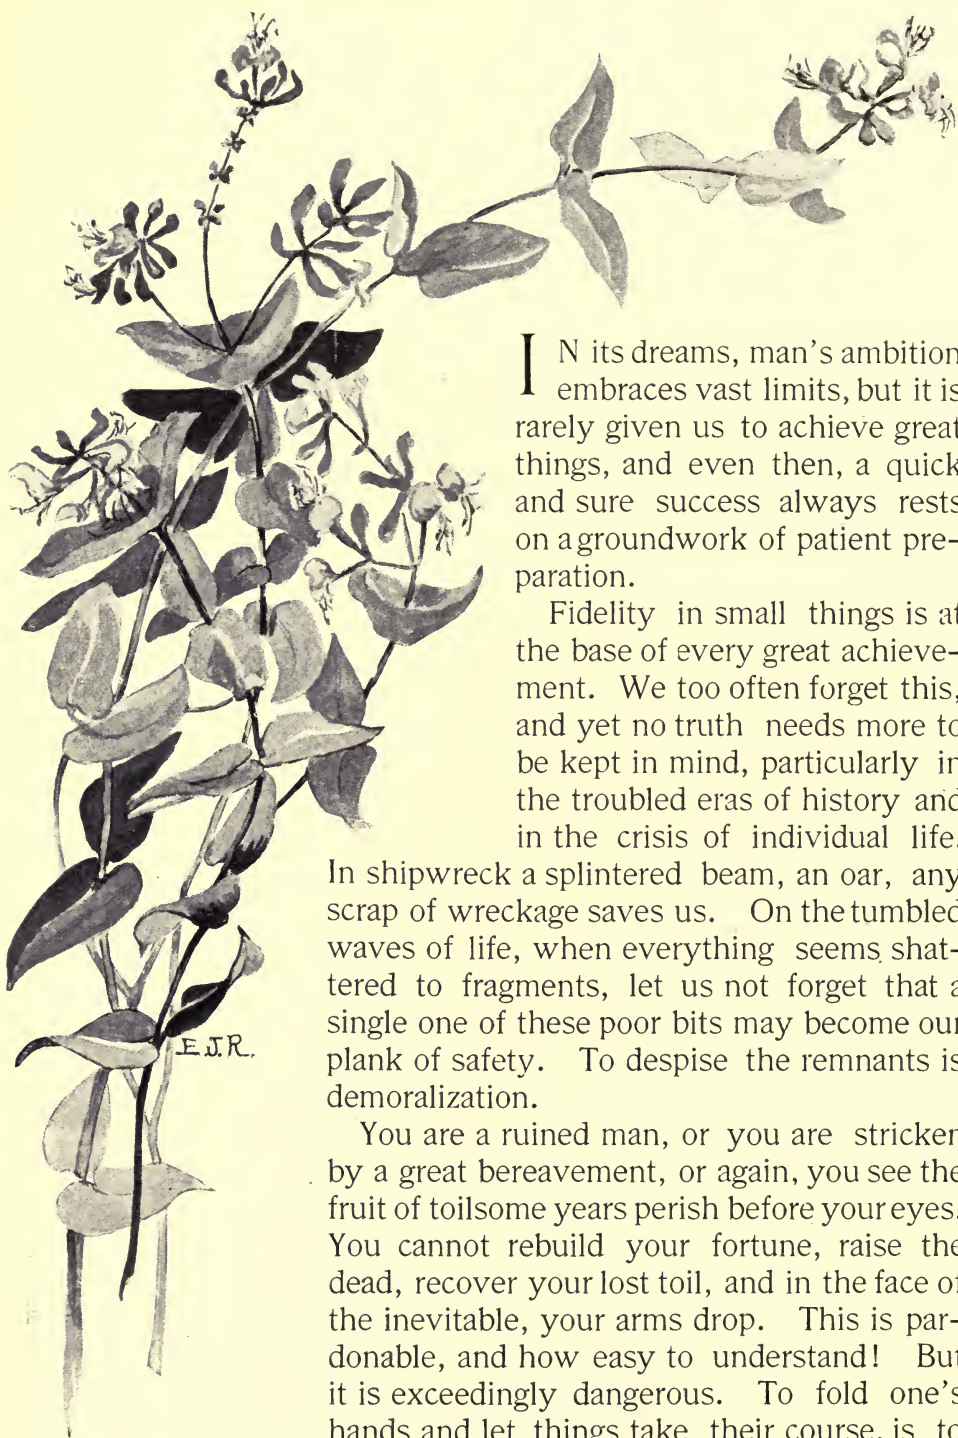 IN its dreams, man's ambition
embraces vast limits, but it is
rarely given us to achieve great
things, and even then, a quick
and sure success always rests
on a groundwork of patient pre-
paration.
Fidelity in small things is at
the base of every great achieve-
ment. We too often forget this,
and yet no truth needs more to
be kept in mind, particularly in
the troubled eras of history and
in the crisis of individual life.
In shipwreck a splintered beam, an oar, any
scrap of wreckage saves us. On the tumbled
waves of life, when everything seems shat-
tered to fragments, let us not forget that a
single one of these poor bits may become our
plank of safety. To despise the remnants is
demoralization.
You are a ruined man, or you are stricken
by a great bereavement, or again, you see the
fruit of toilsome years perish before your eyes.
You cannot rebuild your fortune, raise the
dead, recover your lost toil, and in the face of
the inevitable, your arms drop. This is par-
donable, and how easy to understand! But
it is exceedingly dangerous. To fold one's
hands and let things take their course, is to
E.J.R.